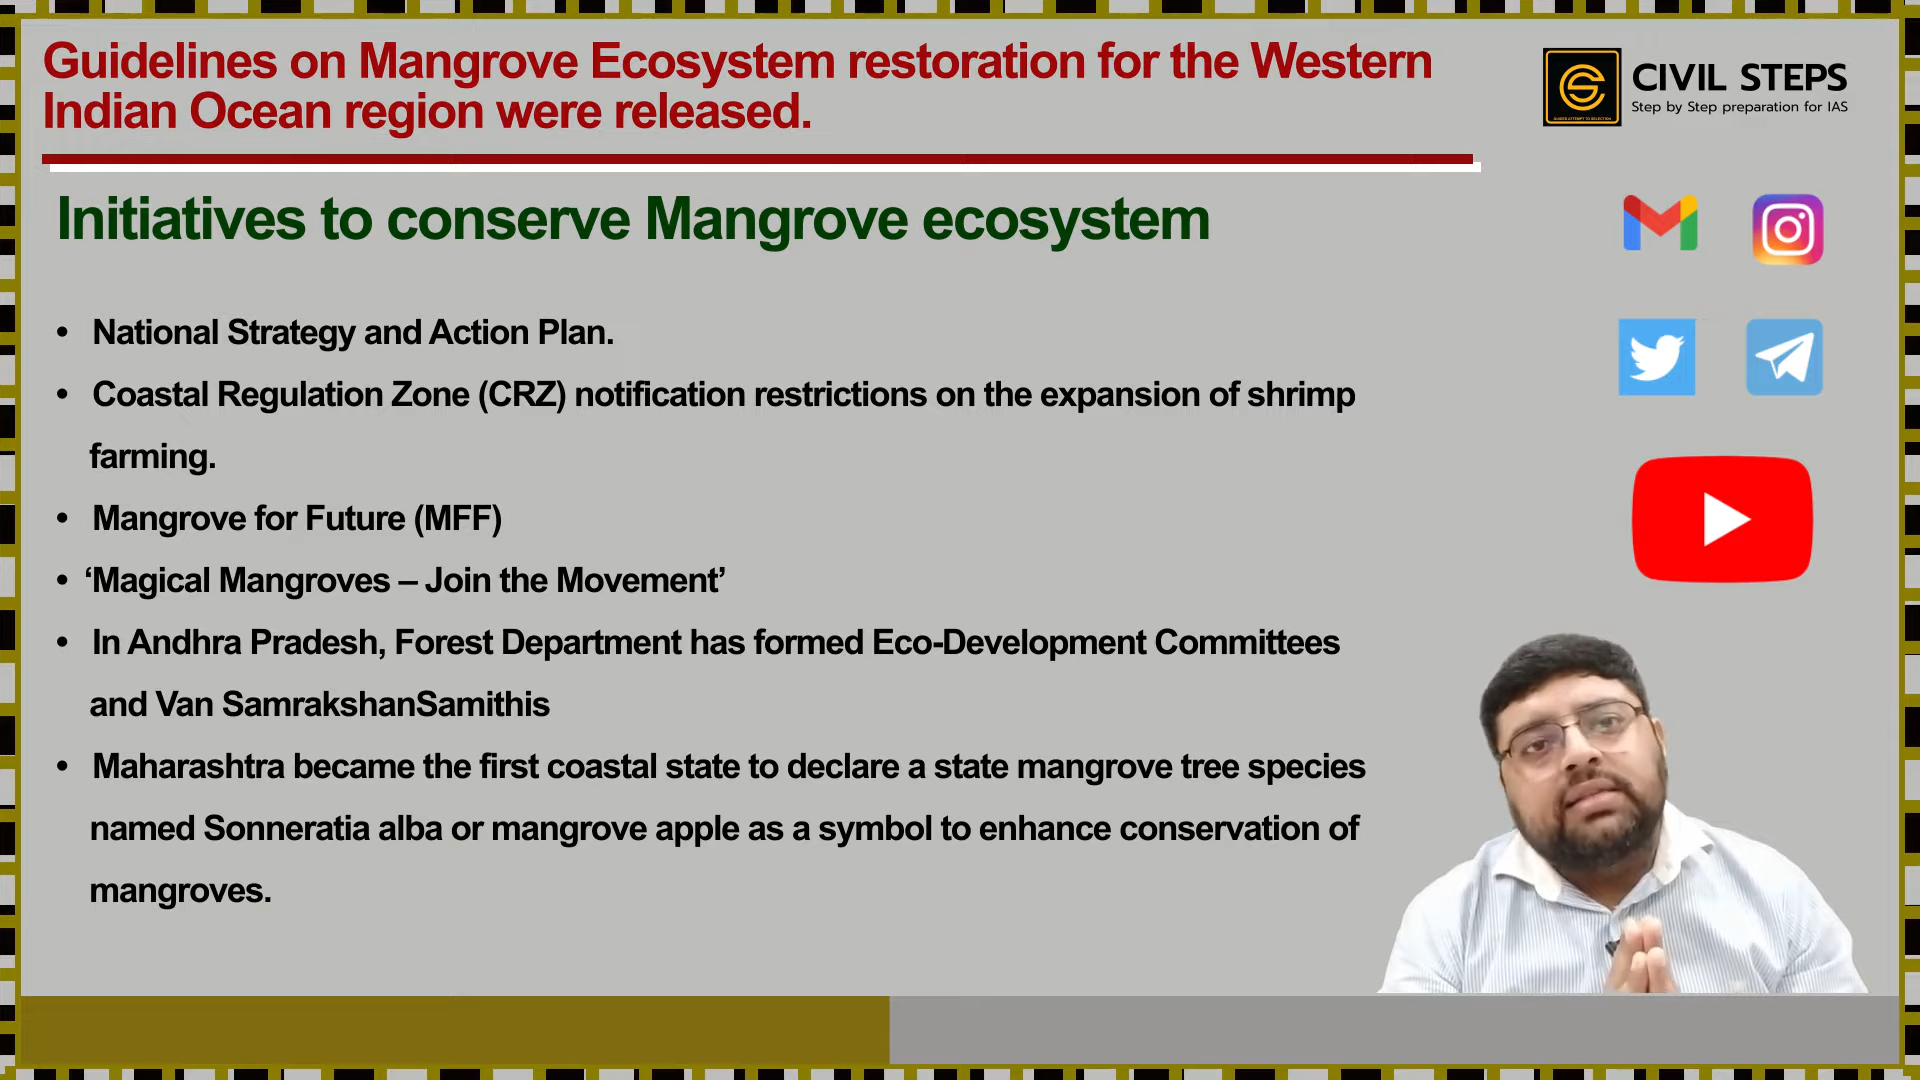 Guidelines on Mangrove Ecosystem restoration for the Western
Indian Ocean region were released.
CIVIL STEPS
Step by Step preparation for IAS
Initiatives to conserve Mangrove ecosystem
• National Strategy and Action Plan.
• Coastal Regulation Zone (CRZ) notification restrictions on the expansion of shrimp
farming.
• Mangrove for Future (MFF)
• ‘Magical Mangroves – Join the Movement’
• In Andhra Pradesh, Forest Department has formed Eco-Development Committees
and Van SamrakshanSamithis
• Maharashtra became the first coastal state to declare a state mangrove tree species
named Sonneratia alba or mangrove apple as a symbol to enhance conservation of
mangroves.